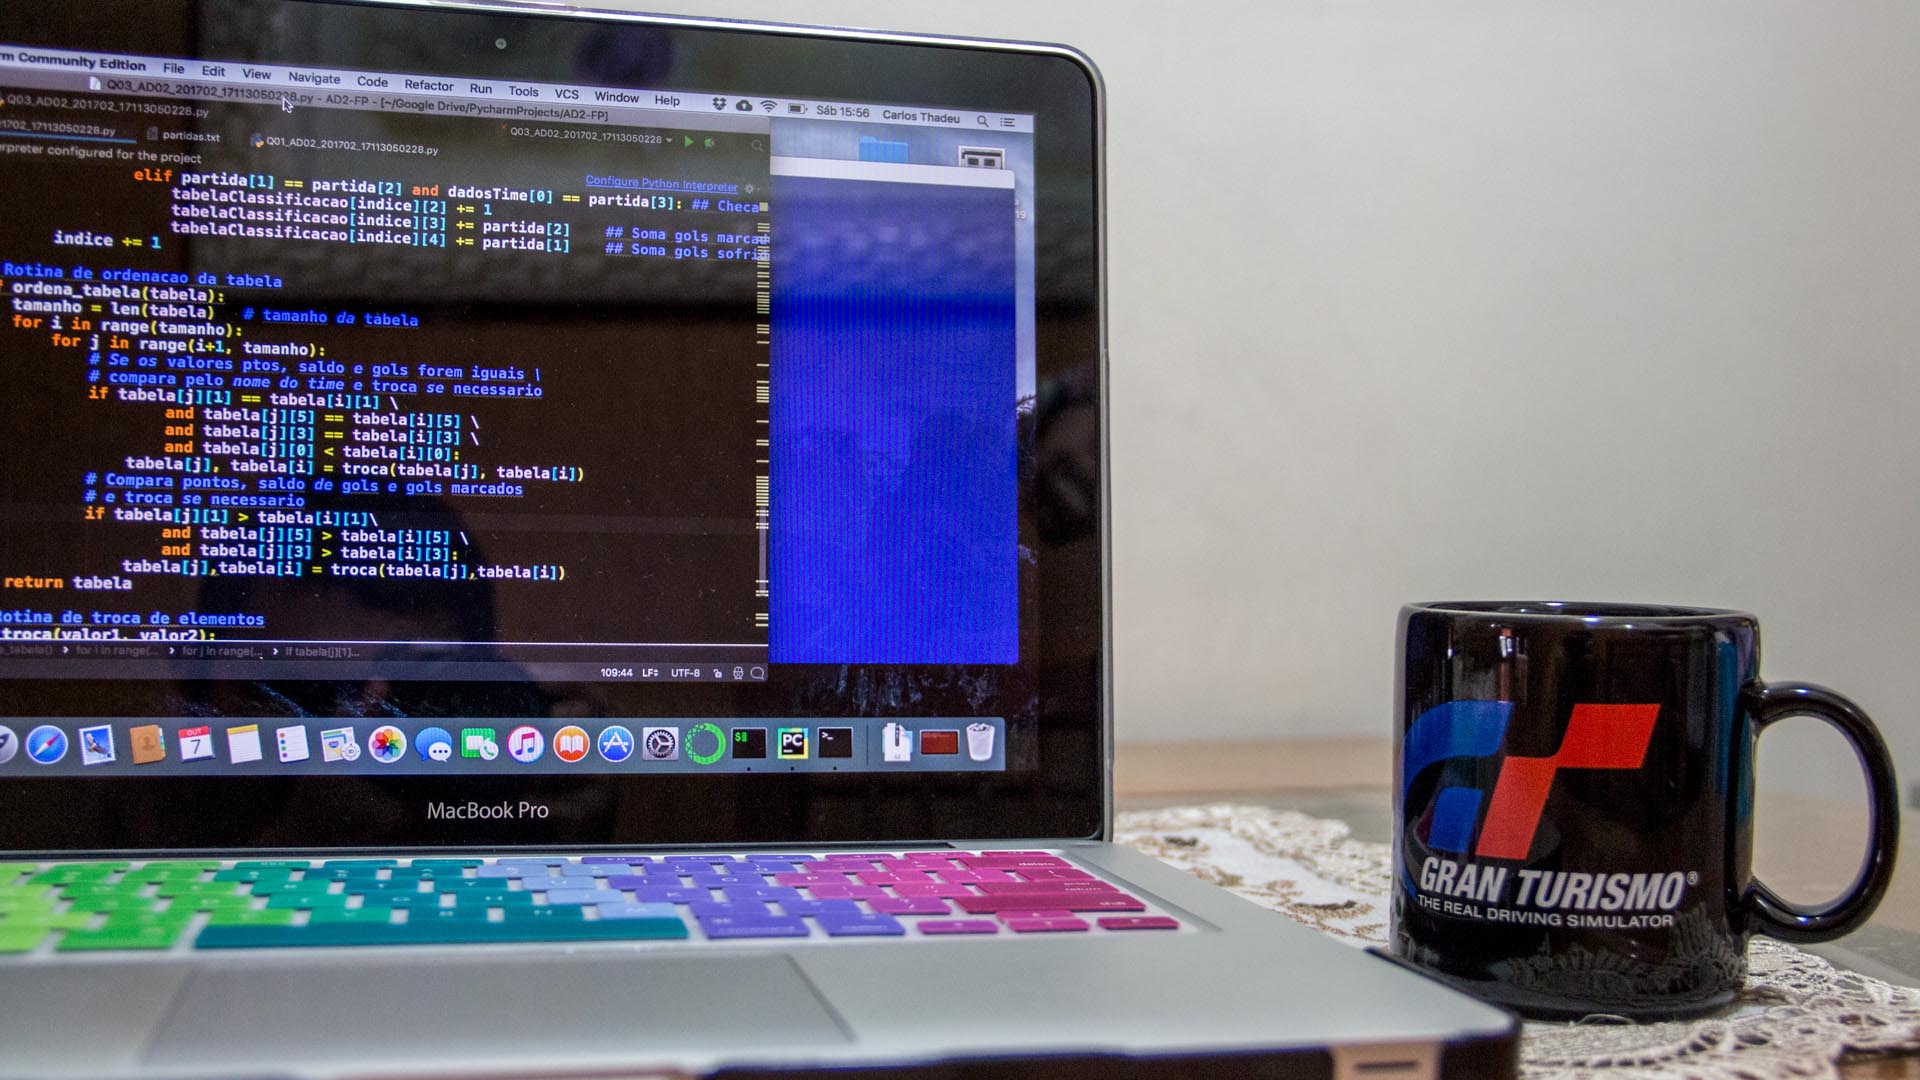 rm Community Edition File Edit View Navigate Code Refactor Run Tools VCS Window Help Sáb 15:56 Carlos Thadeu
Q03_AD02_201702_17113050228.py - AD2-FP - [~/Google Drive/PycharmProjects/AD2-FP]
Q03_AD02_201702_17113050228.py
Q03_AD02_201702_17113050228
1702_17113050228.py partidas.txt Q01_AD02_201702_17113050228.py
erpreter configured for the project
Configure Python Interpreter
elif partida[1] == partida[2] and dadosTime[0] == partida[3]: ## Checa
tabelaClassificacao[indice][2] += 1
tabelaClassificacao[indice][3] += partida[2] ## Soma gols marcad
tabelaClassificacao[indice][4] += partida[1] ## Soma gols sofri
indice += 1
Rotina de ordenacao da tabela
ordena_tabela(tabela):
tamanho = len(tabela) # tamanho da tabela
for i in range(tamanho):
for j in range(i+1, tamanho):
# Se os valores ptos, saldo e gols forem iguais \
# compara pelo nome do time e troca se necessario
if tabela[j][1] == tabela[i][1] \
and tabela[j][5] == tabela[i][5] \
and tabela[j][3] == tabela[i][3] \
and tabela[j][0] < tabela[i][0]:
tabela[j], tabela[i] = troca(tabela[j], tabela[i])
# Compara pontos, saldo de gols e gols marcados
# e troca se necessario
if tabela[j][1] > tabela[i][1]\
and tabela[j][5] > tabela[i][5] \
and tabela[j][3] > tabela[i][3]:
tabela[j],tabela[i] = troca(tabela[j],tabela[i])
return tabela
Rotina de troca de elementos
troca(valor1, valor2):
for i in range(... for j in range(... if tabela[j][1]...
109:44 LF UTF-8
OCT
7
$
PC
>_
MacBook Pro
delete
enter
return
shift
GRAN TURISMO®
THE REAL DRIVING SIMULATOR